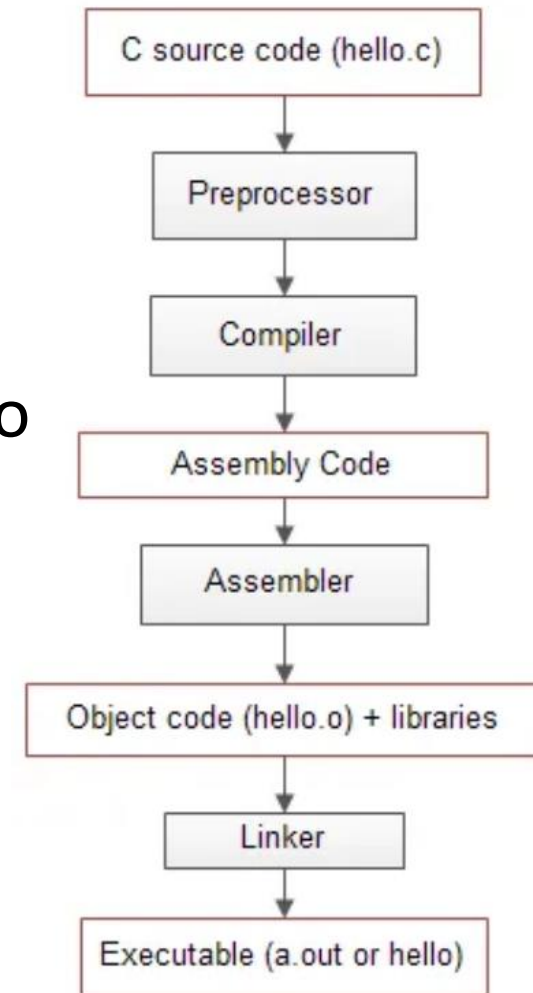 C source code (hello.c)
Preprocessor
Compiler
o
Assembly Code
Assembler
Object code (hello.o) + libraries
Linker
Executable (a.out or hello)